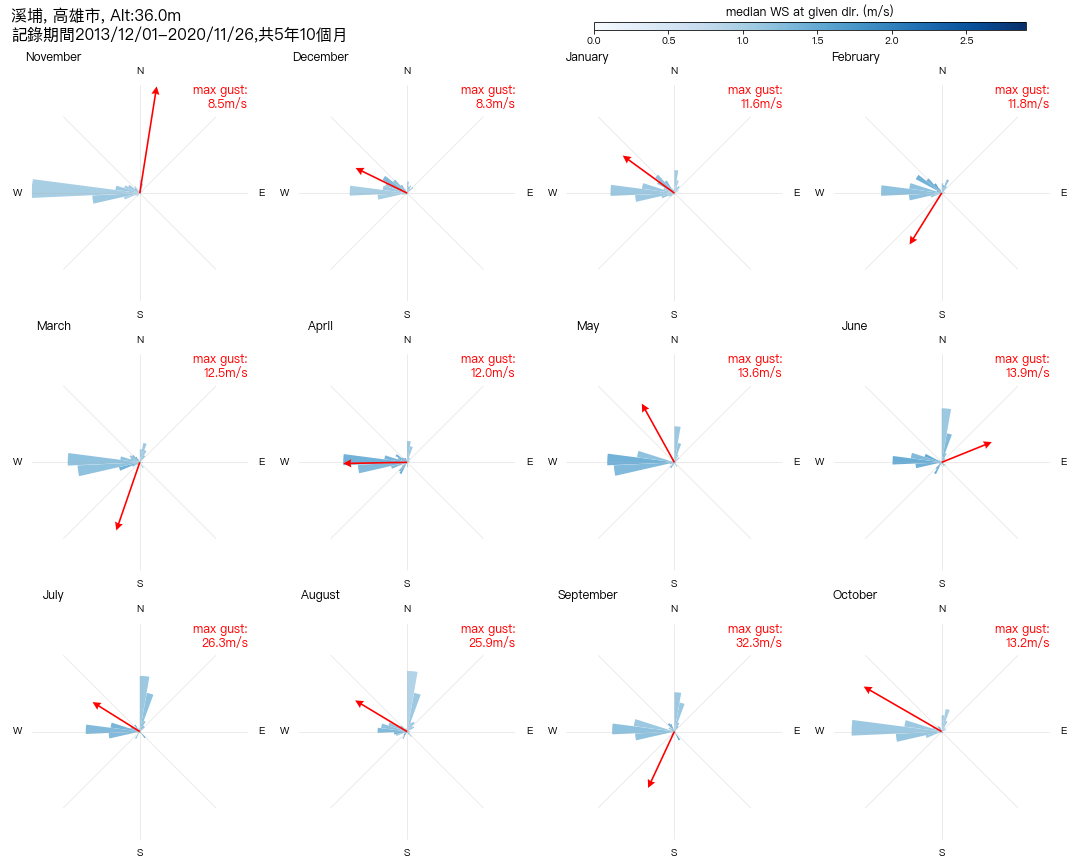 溪埔, 高雄市, Alt:36.0m
記錄期間2013/12/01-2020/11/26,共5年10個月
median WS at given dir. (m/s)
0.0 0.5 1.0 1.5 2.0 2.5
November
N
W
E
S
max gust:
8.5m/s
December
N
W
E
S
max gust:
8.3m/s
January
N
W
E
S
max gust:
11.6m/s
February
N
W
E
S
max gust:
11.8m/s
March
N
W
E
S
max gust:
12.5m/s
April
N
W
E
S
max gust:
12.0m/s
May
N
W
E
S
max gust:
13.6m/s
June
N
W
E
S
max gust:
13.9m/s
July
N
W
E
S
max gust:
26.3m/s
August
N
W
E
S
max gust:
25.9m/s
September
N
W
E
S
max gust:
32.3m/s
October
N
W
E
S
max gust:
13.2m/s